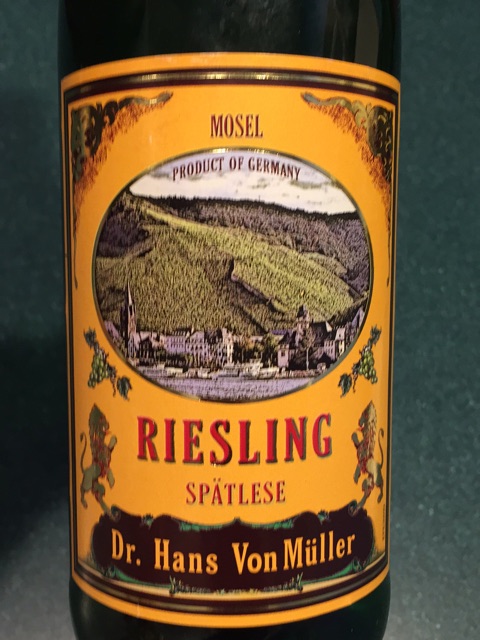 MOSEL
PRODUCT OF GERMANY
RIESLING
SPÄTLESE
Dr. Hans Von Müller